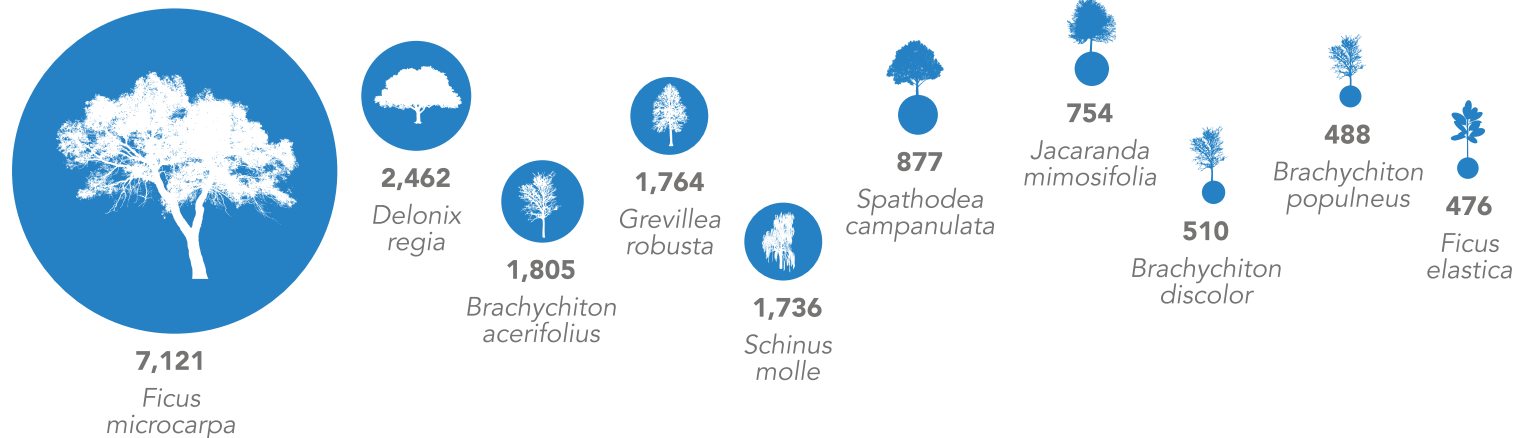 7,121
Ficus
microcarpa
2,462
Delonix
regia
1,805
Brachychiton
acerifolius
1,764
Grevillea
robusta
1,736
Schinus
molle
877
Spathodea
campanulata
754
Jacaranda
mimosifolia
510
Brachychiton
discolor
488
Brachychiton
populneus
476
Ficus
elastica